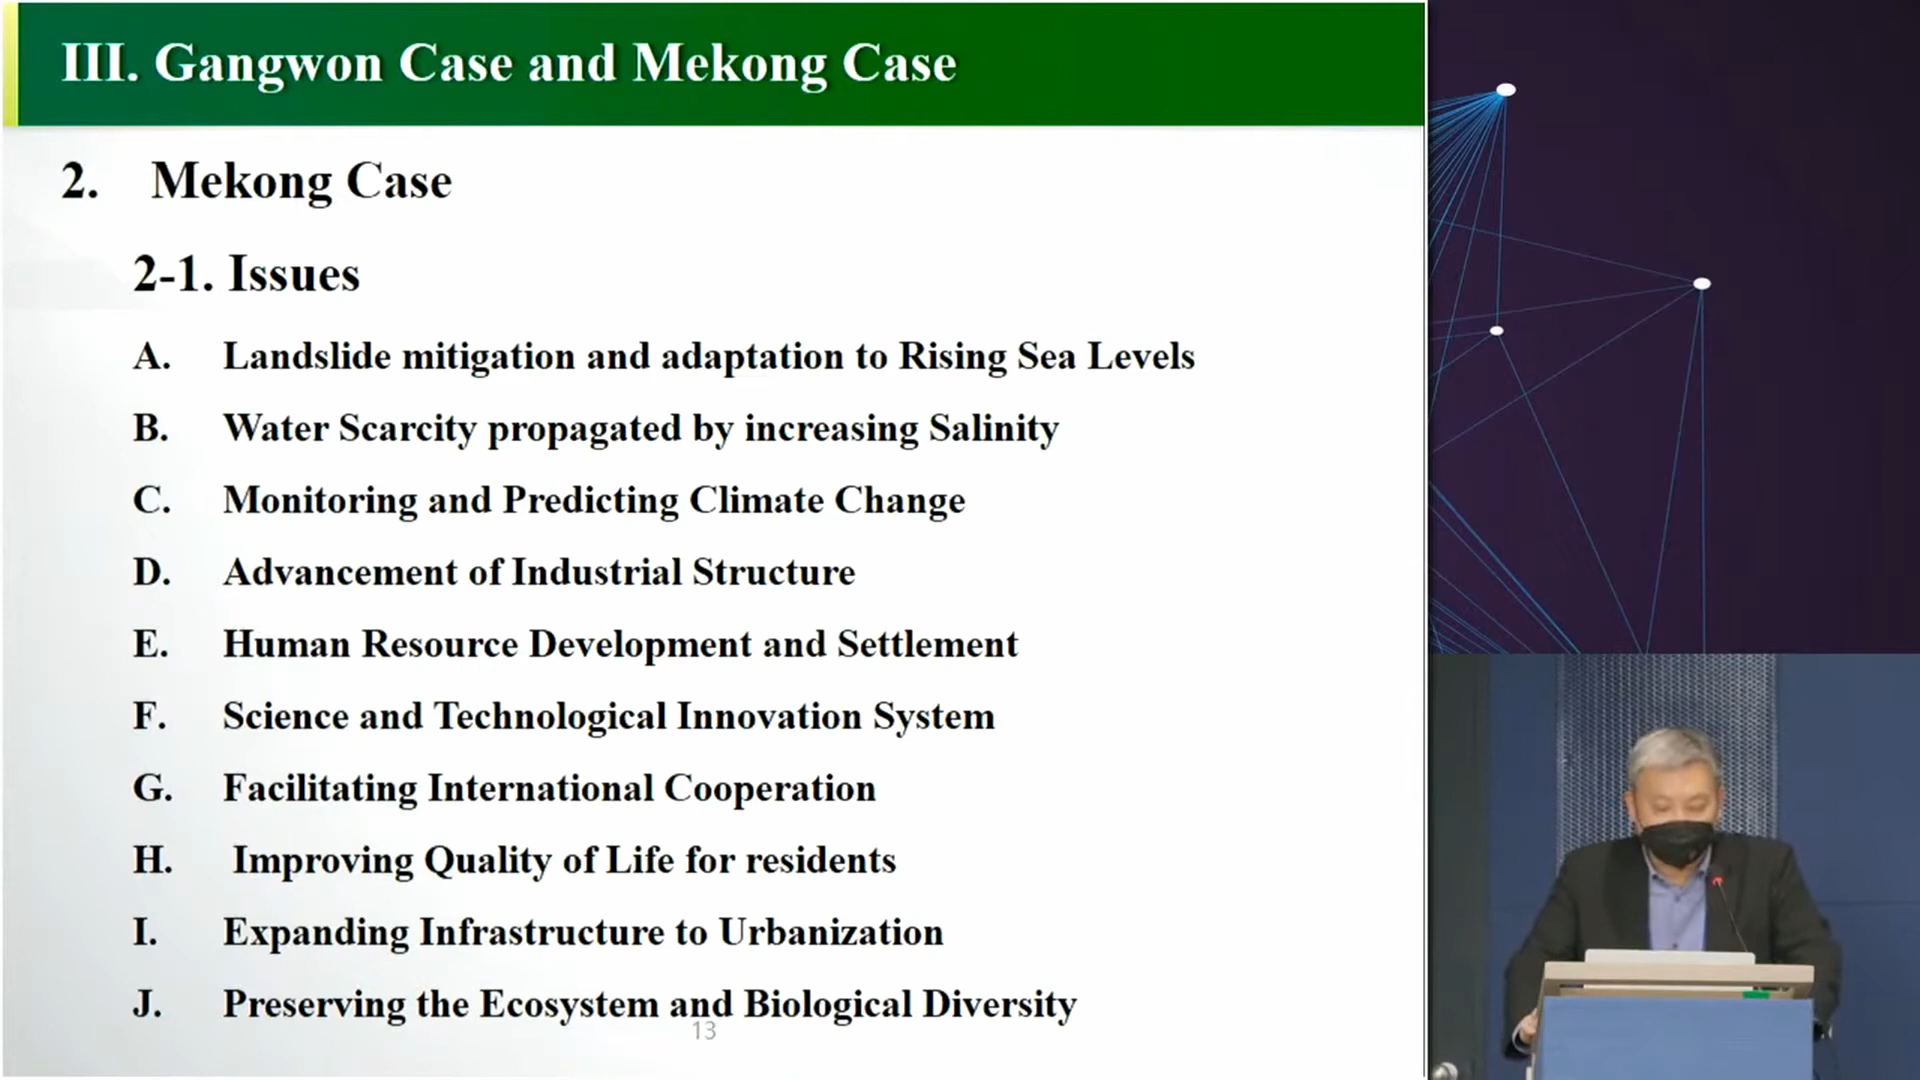 III. Gangwon Case and Mekong Case
2. Mekong Case
2-1. Issues
A. Landslide mitigation and adaptation to Rising Sea Levels
B. Water Scarcity propagated by increasing Salinity
C. Monitoring and Predicting Climate Change
D. Advancement of Industrial Structure
E. Human Resource Development and Settlement
F. Science and Technological Innovation System
G. Facilitating International Cooperation
H. Improving Quality of Life for residents
I. Expanding Infrastructure to Urbanization
J. Preserving the Ecosystem and Biological Diversity
13